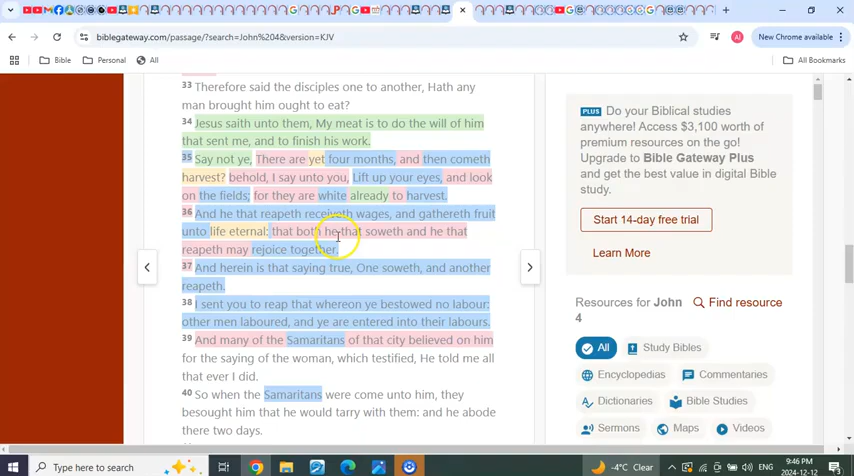 biblegateway.com/passage/?search=John%204&version=KJV
AI
New Chrome available
Bible
Personal
All
All Bookmarks
33 Therefore said the disciples one to another, Hath any
man brought him ought to eat?
34 Jesus saith unto them, My meat is to do the will of him
that sent me, and to finish his work.
35 Say not ye, There are yet four months, and then cometh
harvest? behold, I say unto you, Lift up your eyes, and look
on the fields; for they are white already to harvest.
36 And he that reapeth receiveth wages, and gathereth fruit
unto life eternal: that both he that soweth and he that
reapeth may rejoice together.
37 And herein is that saying true, One soweth, and another
reapeth.
38 I sent you to reap that whereon ye bestowed no labour:
other men laboured, and ye are entered into their labours.
39 And many of the Samaritans of that city believed on him
for the saying of the woman, which testified, He told me all
that ever I did.
40 So when the Samaritans were come unto him, they
besought him that he would tarry with them: and he abode
there two days.
PLUS Do your Biblical studies
anywhere! Access $3,100 worth of
premium resources on the go!
Upgrade to Bible Gateway Plus
and get the best value in digital Bible
study.
Start 14-day free trial
Learn More
Resources for John
4
Find resource
All
Study Bibles
Encyclopedias
Commentaries
Dictionaries
Biblical Studies
Sermons
Maps
Videos
Type here to search
-4°C Clear
ENG
9:46 PM
2024-12-12